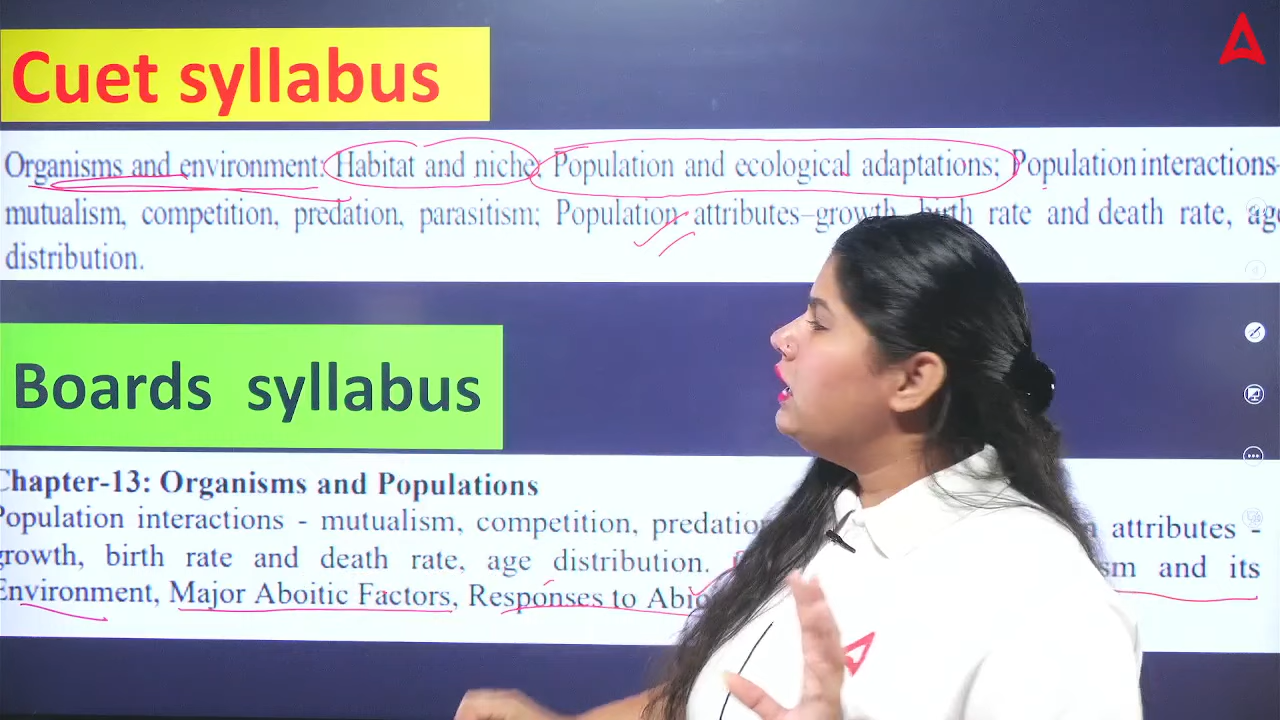 Cuet syllabus
Organisms and environment: Habitat and niche; Population and ecological adaptations; Population interactions–
mutualism, competition, predation, parasitism; Population attributes–growth, birth rate and death rate, age
distribution.
Boards syllabus
Chapter-13: Organisms and Populations
Population interactions - mutualism, competition, predation attributes -
growth, birth rate and death rate, age distribution. and its
Environment, Major Aboitic Factors, Responses to